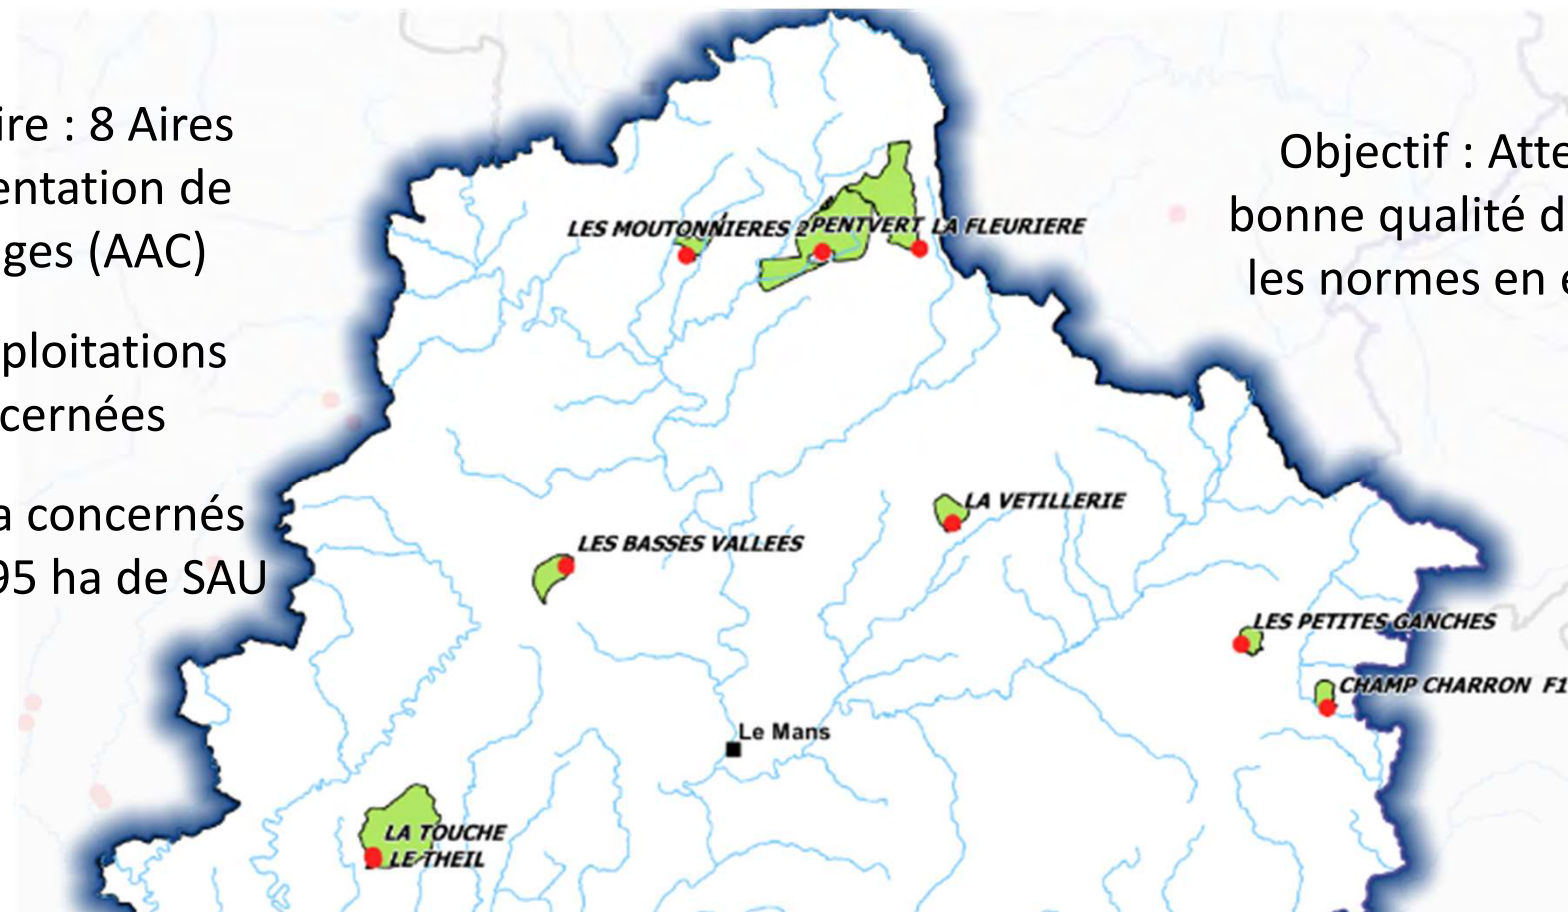 ire : 8 Aires
entation de
ges (AAC)
ploitations
cernées
a concernés
95 ha de SAU
Objectif : Atte
bonne qualité d
les normes en e
LES MOUTONNIERES 2
PENTVERT
LA FLEURIERE
LA VETILLERIE
LES BASSES VALLEES
LES PETITES GANCHES
CHAMP CHARRON F1
Le Mans
LA TOUCHE
LE THEIL